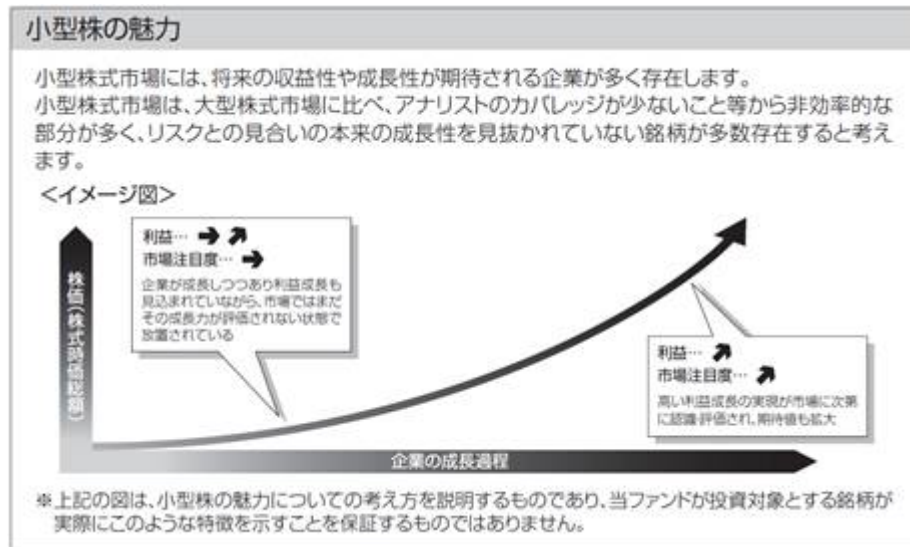 小型株の魅力
小型株式市場には、将来の収益性や成長性が期待される企業が多く存在します。
小型株式市場は、大型株式市場に比べ、アナリストのカバレッジが少ないこと等から非効率的な
部分が多く、リスクとの見合いの本来の成長性を見抜かれていない銘柄が多数存在すると考え
ます。
＜イメージ図＞
利益… ➡ ⬈
市場注目度… ➡
企業が成長しつつあり利益成長も
見込まれていながら、市場ではまだ
その成長力が評価されない状態で
放置されている
株価（株式時価総額）
利益… ⬈
市場注目度… ⬈
高い利益成長の実現が市場に次第
に認識・評価され、期待値も拡大
企業の成長過程
※上記の図は、小型株の魅力についての考え方を説明するものであり、当ファンドが投資対象とする銘柄が
実際にこのような特徴を示すことを保証するものではありません。